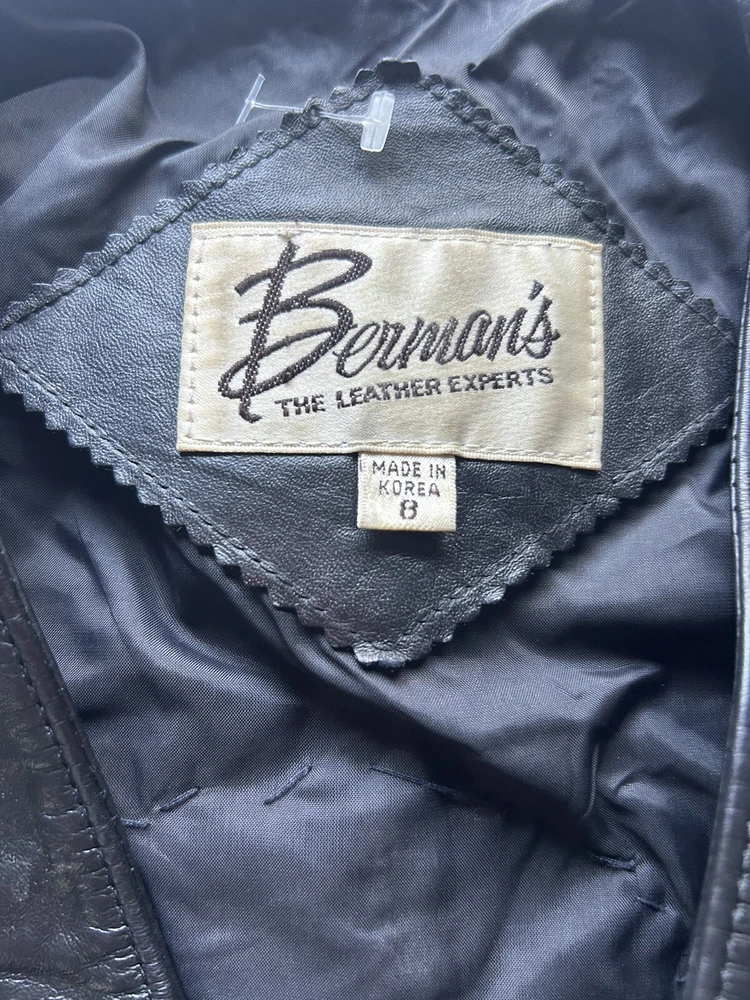 Berman's
THE LEATHER EXPERTS
MADE IN
KOREA
8